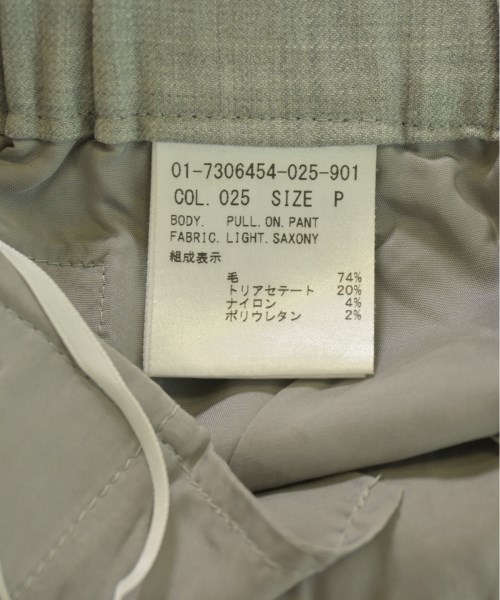 01-7306454-025-901
COL. 025 SIZE P
BODY. PULL. ON. PANT
FABRIC. LIGHT. SAXONY
組成表示
毛 74%
トリアセテート 20%
ナイロン 4%
ポリウレタン 2%